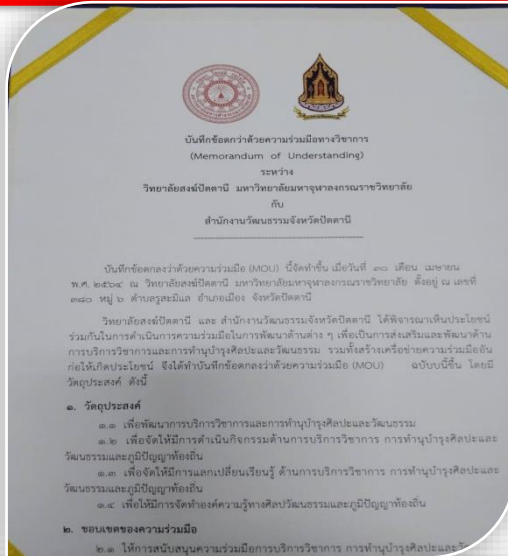 บันทึกข้อตกว่าด้วยความร่วมมือทางวิชาการ
(Memorandum of Understanding)
ระหว่าง
วิทยาลัยสงฆ์ปัตตานี มหาวิทยาลัยมหาจุฬาลงกรณราชวิทยาลัย
กับ
สำนักงานวัฒนธรรมจังหวัดปัตตานี
บันทึกข้อตกลงว่าด้วยความร่วมมือ (MOU) นี้จัดทำขึ้น เมื่อวันที่ ๓๐ เดือน เมษายน
พ.ศ. ๒๕๖๔ ณ วิทยาลัยสงฆ์ปัตตานี มหาวิทยาลัยมหาจุฬาลงกรณราชวิทยาลัย ตั้งอยู่ ณ เลขที่
๓๘๐ หมู่ ๖ ตำบลรูสะมิแล อำเภอเมือง จังหวัดปัตตานี
วิทยาลัยสงฆ์ปัตตานี และ สำนักงานวัฒนธรรมจังหวัดปัตตานี ได้พิจารณาเห็นประโยชน์
ร่วมกันในการดำเนินการความร่วมมือในการพัฒนาด้านต่าง ๆ เพื่อเป็นการส่งเสริมและพัฒนาด้าน
การบริการวิชาการและการทำนุบำรุงศิลปะและวัฒนธรรม รวมทั้งสร้างเครือข่ายความร่วมมืออัน
ก่อให้เกิดประโยชน์ จึงได้ทำบันทึกข้อตกลงว่าด้วยความร่วมมือ (MOU) ฉบับบนี้ขึ้น โดยมี
วัตถุประสงค์ ดังนี้
๑. วัตถุประสงค์
๑.๑ เพื่อพัฒนาการบริการวิชาการและการทำนุบำรุงศิลปะและวัฒนธรรม
๑.๒ เพื่อจัดให้มีการดำเนินกิจกรรมด้านการบริการวิชาการ การทำนุบำรุงศิลปะและ
วัฒนธรรมและภูมิปัญญาท้องถิ่น
๑.๓ เพื่อจัดให้มีการแลกเปลี่ยนเรียนรู้ ด้านการบริการวิชาการ การทำนุบำรุงศิลปะและ
วัฒนธรรมและภูมิปัญญาท้องถิ่น
๑.๔ เพื่อให้มีการจัดทำองค์ความรู้ทางศิลปวัฒนธรรมและภูมิปัญญาท้องถิ่น
๒. ขอบเขตของความร่วมมือ
๒.๑ ให้การสนับสนุนความร่วมมือการบริการวิชาการ การทำนุบำรุงศิลปะและ